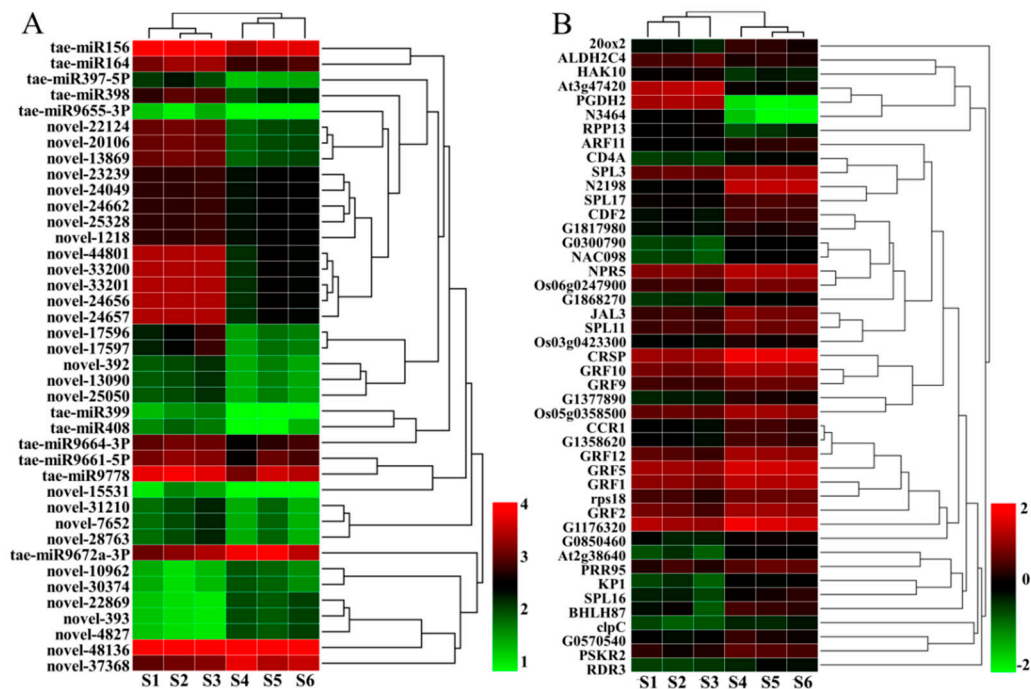 A
tae-miR156
tae-miR164
tae-miR397-5P
tae-miR398
tae-miR9655-3P
novel-22124
novel-20106
novel-13869
novel-23239
novel-24049
novel-24662
novel-25328
novel-1218
novel-44801
novel-33200
novel-33201
novel-24656
novel-24657
novel-17596
novel-17597
novel-392
novel-13090
novel-25050
tae-miR399
tae-miR408
tae-miR9664-3P
tae-miR9661-5P
tae-miR9778
novel-15531
novel-31210
novel-7652
novel-28763
tae-miR9672a-3P
novel-10962
novel-30374
novel-22869
novel-393
novel-4827
novel-48136
novel-37368
S1 S2 S3 S4 S5 S6
4
3
2
1
B
20ox2
ALDH2C4
HAK10
At3g47420
PGDH2
N3464
RPP13
ARF11
CD4A
SPL3
N2198
SPL17
CDF2
G1817980
G0300790
NAC098
NPR5
Os06g0247900
G1868270
JAL3
SPL11
Os03g0423300
CRSP
GRF10
GRF9
G1377890
Os05g0358500
CCR1
G1358620
GRF12
GRF5
GRF1
rps18
GRF2
G1176320
G0850460
At2g38640
PRR95
KP1
SPL16
BHLH87
clpC
G0570540
PSKR2
RDR3
S1 S2 S3 S4 S5 S6
2
0
-2